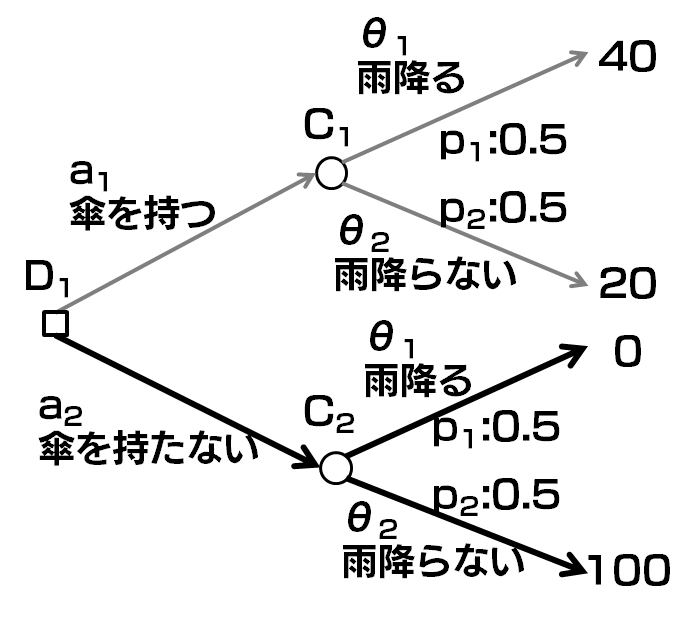 θ1
雨降る
40
C1
p1:0.5
a1
傘を持つ
p2:0.5
θ2
雨降らない
20
D1
θ1
雨降る
0
a2
傘を持たない
C2
p1:0.5
p2:0.5
θ2
雨降らない
100